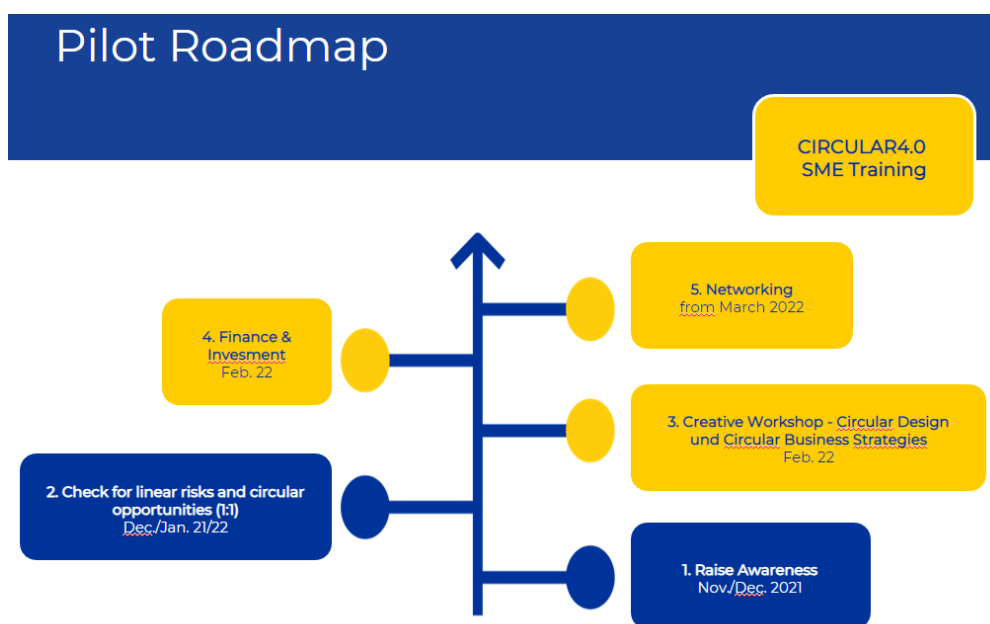 Pilot Roadmap
CIRCULAR4.0
SME Training
5. Networking
from March 2022
4. Finance &
Invesment
Feb. 22
3. Creative Workshop - Circular Design
und Circular Business Strategies
Feb. 22
2. Check for linear risks and circular
opportunities (1:1)
Dec./Jan. 21/22
1. Raise Awareness
Nov./Dec. 2021